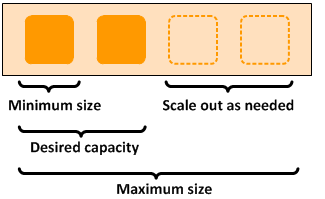 Minimum size
Scale out as needed
Desired capacity
Maximum size